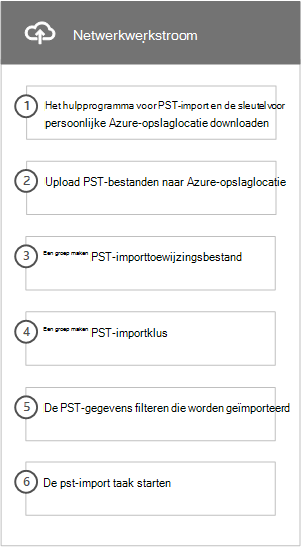 Netwerkwerkstroom
1 Het hulpprogramma voor PST-import en de sleutel voor
persoonlijke Azure-opslaglocatie downloaden
2 Upload PST-bestanden naar Azure-opslaglocatie
3 Een groep maken PST-importtoewijzingsbestand
4 Een groep maken PST-importklus
5 De PST-gegevens filteren die worden geïmporteerd
6 De pst-import taak starten